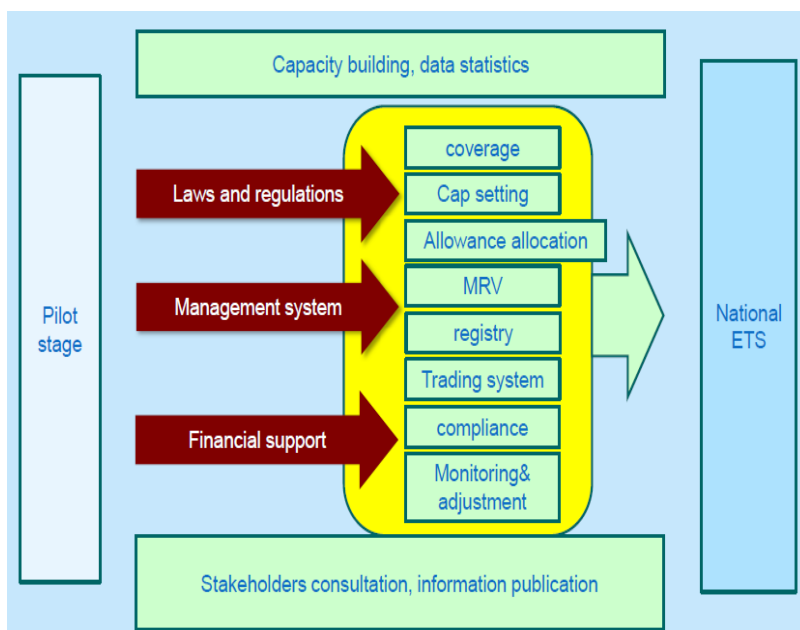 Capacity building, data statistics
Pilot
stage
Laws and regulations
Management system
Financial support
coverage
Cap setting
Allowance allocation
MRV
registry
Trading system
compliance
Monitoring&
adjustment
National
ETS
Stakeholders consultation, information publication